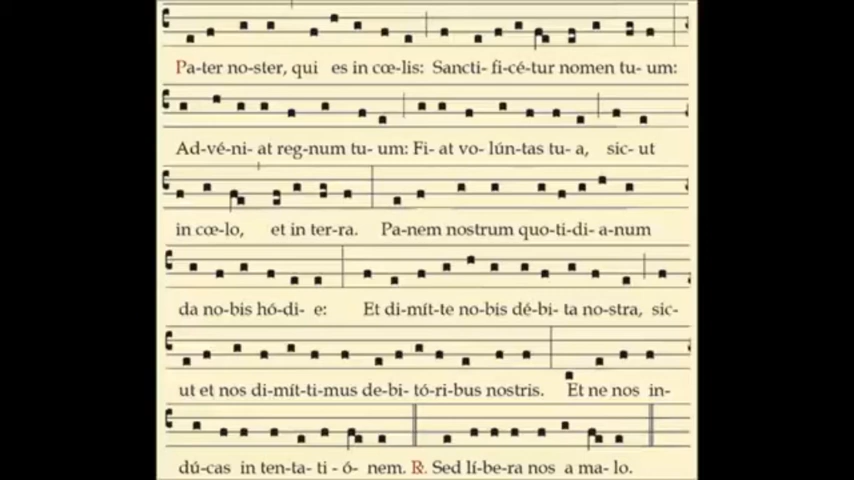 Pa-ter no-ster, qui es in cœ-lis: Sancti- fi-cé-tur nomen tu- um:
Ad-vé-ni- at reg-num tu- um: Fi- at vo- lún-tas tu- a, sic- ut
in cœ-lo, et in ter-ra. Pa-nem nostrum quo-ti-di- a-num
da no-bis hó-di- e: Et di-mít-te no-bis dé-bi- ta no-stra, sic-
ut et nos di-mít-ti-mus de-bi- tó-ri-bus nostris. Et ne nos in-
dú-cas in ten-ta- ti - ó- nem. ℟. Sed lí-be-ra nos a ma- lo.